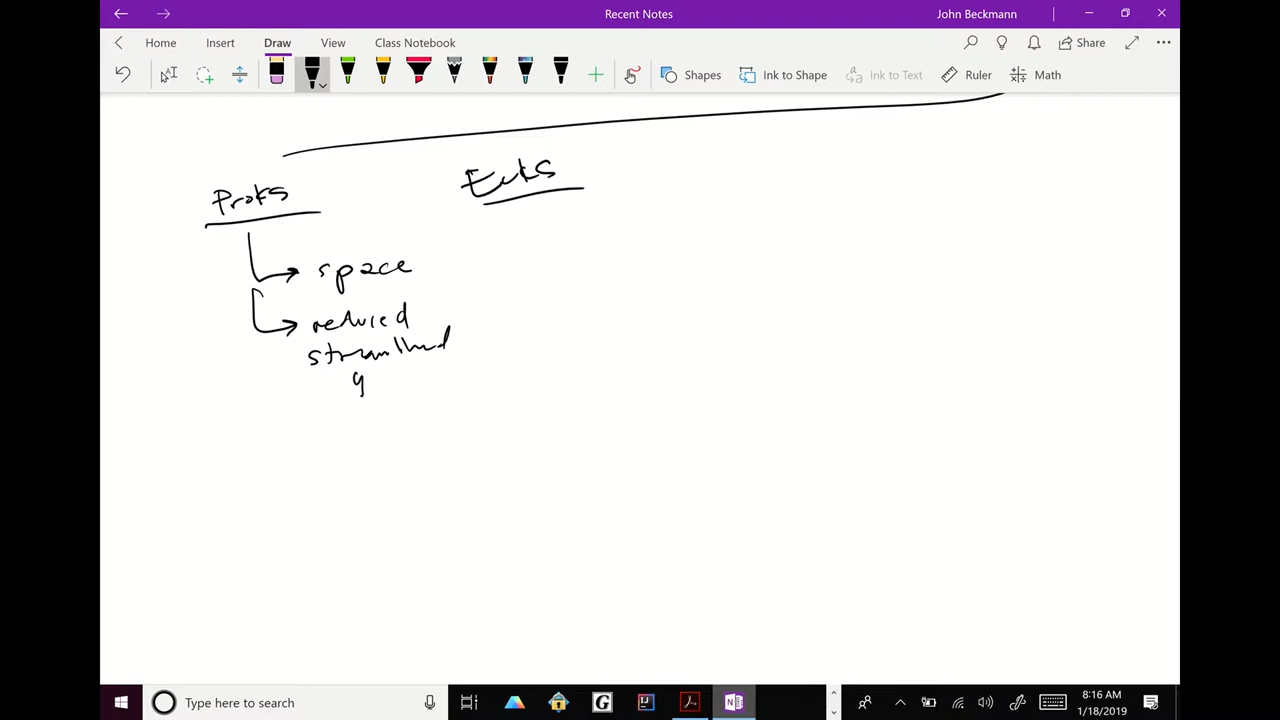 Recent Notes
John Beckmann
Home Insert Draw View Class Notebook
Share
Shapes Ink to Shape Ink to Text Ruler Math
Proks
Euks
space
reduced
streamlined
g
Type here to search
8:16 AM
1/18/2019